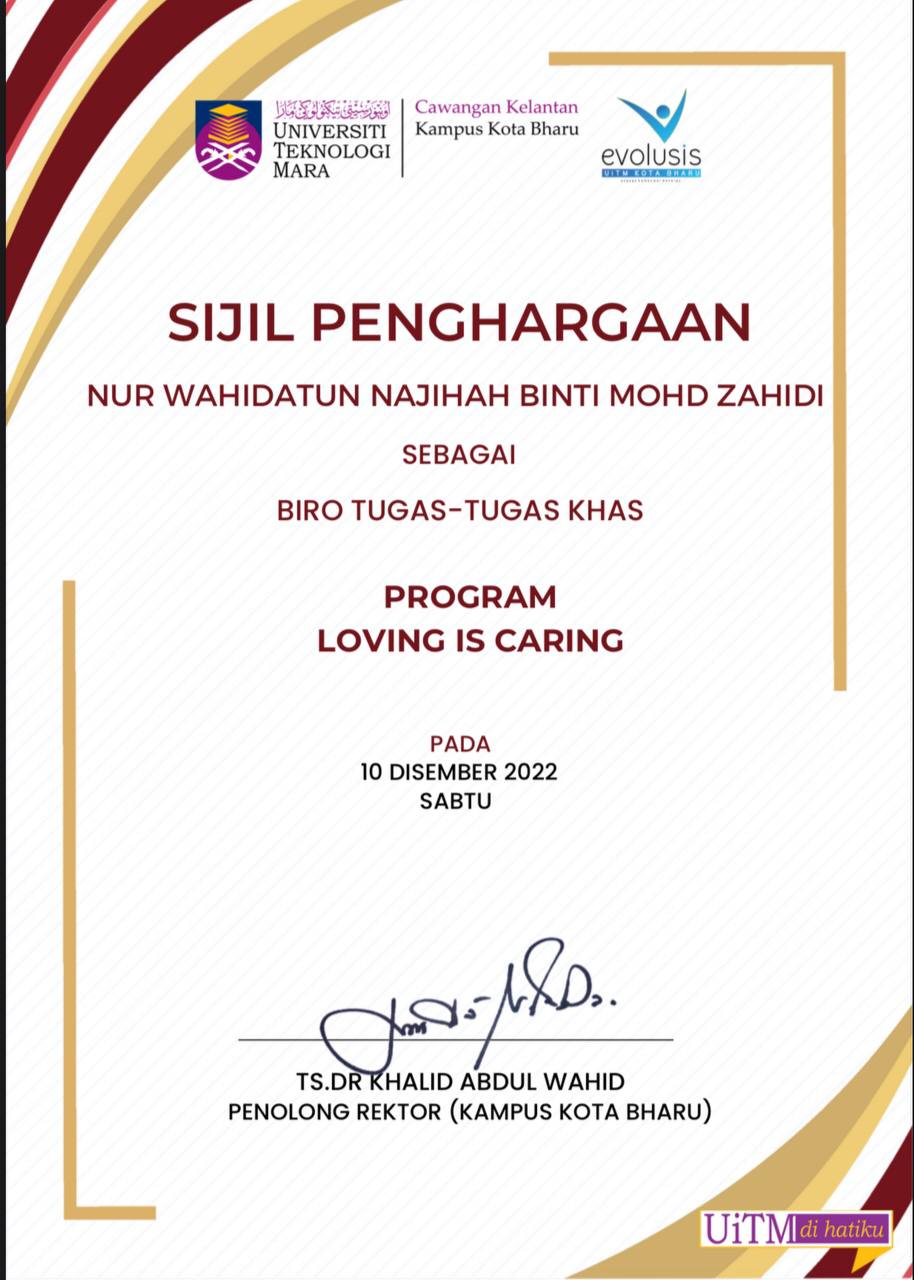 اونيۏرسيتي تيكنولوݢي مارا
UNIVERSITI
TEKNOLOGI
MARA
Cawangan Kelantan
Kampus Kota Bharu
evolusis
UITM KOTA BHARU
SIJIL PENGHARGAAN
NUR WAHIDATUN NAJIHAH BINTI MOHD ZAHIDI
SEBAGAI
BIRO TUGAS-TUGAS KHAS
PROGRAM
LOVING IS CARING
PADA
10 DISEMBER 2022
SABTU
TS.DR KHALID ABDUL WAHID
PENOLONG REKTOR (KAMPUS KOTA BHARU)
UiTM di hatiku